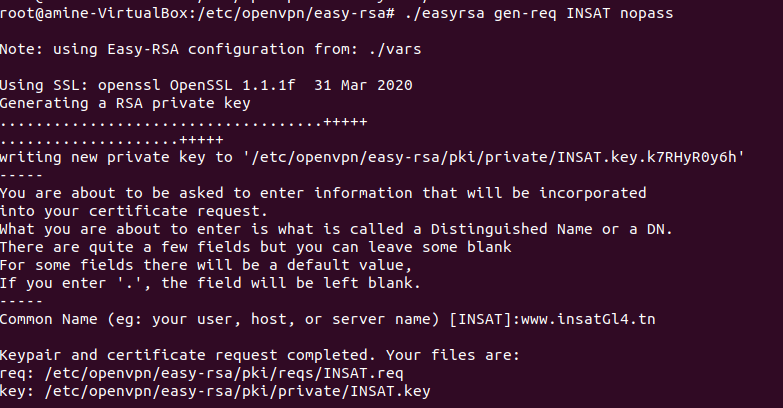 root@amine-VirtualBox:/etc/openvpn/easy-rsa# ./easyrsa gen-req INSAT nopass
Note: using Easy-RSA configuration from: ./vars
Using SSL: openssl OpenSSL 1.1.1f  31 Mar 2020
Generating a RSA private key
....................................+++++
....................+++++
writing new private key to '/etc/openvpn/easy-rsa/pki/private/INSAT.key.k7RHyR0y6h'
-----
You are about to be asked to enter information that will be incorporated
into your certificate request.
What you are about to enter is what is called a Distinguished Name or a DN.
There are quite a few fields but you can leave some blank
For some fields there will be a default value,
If you enter '.', the field will be left blank.
-----
Common Name (eg: your user, host, or server name) [INSAT]:www.insatGl4.tn
Keypair and certificate request completed. Your files are:
req: /etc/openvpn/easy-rsa/pki/reqs/INSAT.req
key: /etc/openvpn/easy-rsa/pki/private/INSAT.key